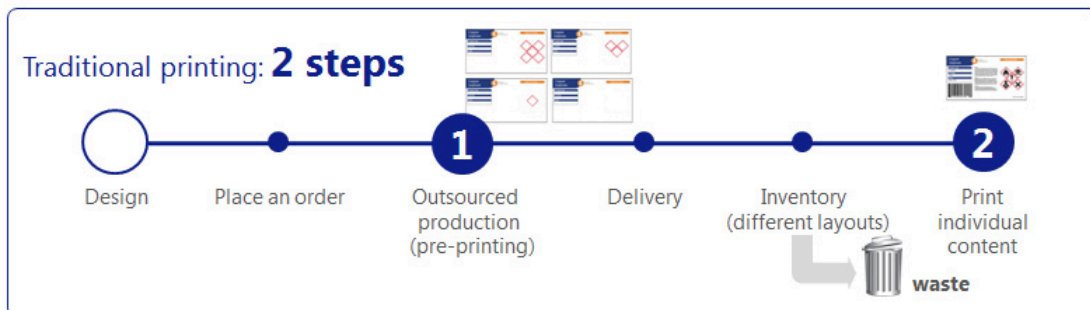 Traditional printing: 2 steps
1
2
Design
Place an order
Outsourced
production
(pre-printing)
Delivery
Inventory
(different layouts)
Print
individual
content
waste